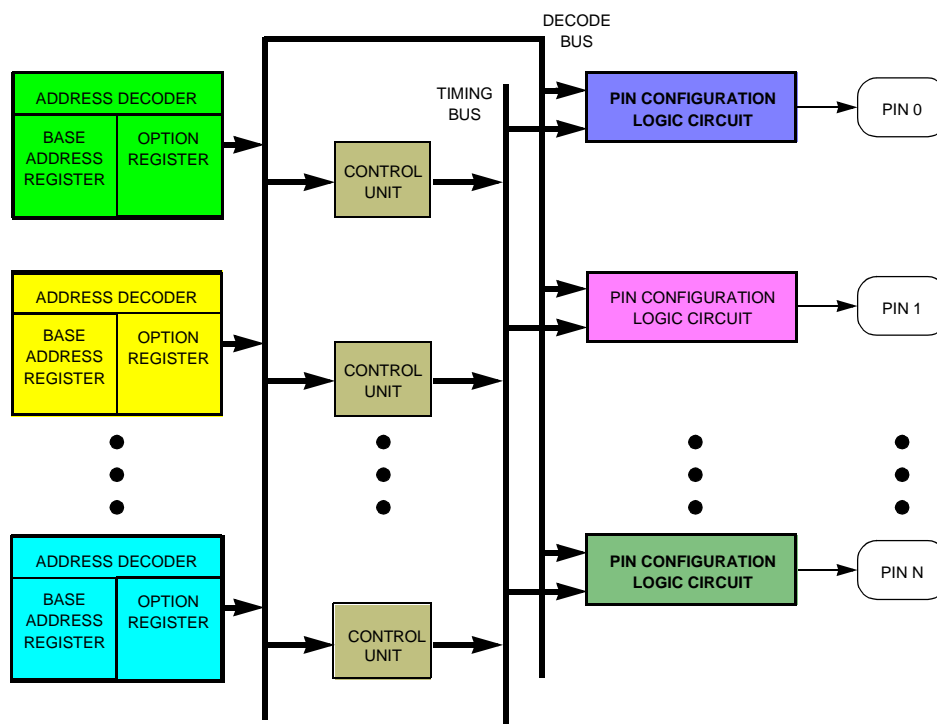 DECODE
BUS
TIMING
BUS
ADDRESS DECODER
BASE
ADDRESS
REGISTER
OPTION
REGISTER
CONTROL
UNIT
PIN CONFIGURATION
LOGIC CIRCUIT
PIN 0
ADDRESS DECODER
BASE
ADDRESS
REGISTER
OPTION
REGISTER
CONTROL
UNIT
PIN CONFIGURATION
LOGIC CIRCUIT
PIN 1
ADDRESS DECODER
BASE
ADDRESS
REGISTER
OPTION
REGISTER
CONTROL
UNIT
PIN CONFIGURATION
LOGIC CIRCUIT
PIN N